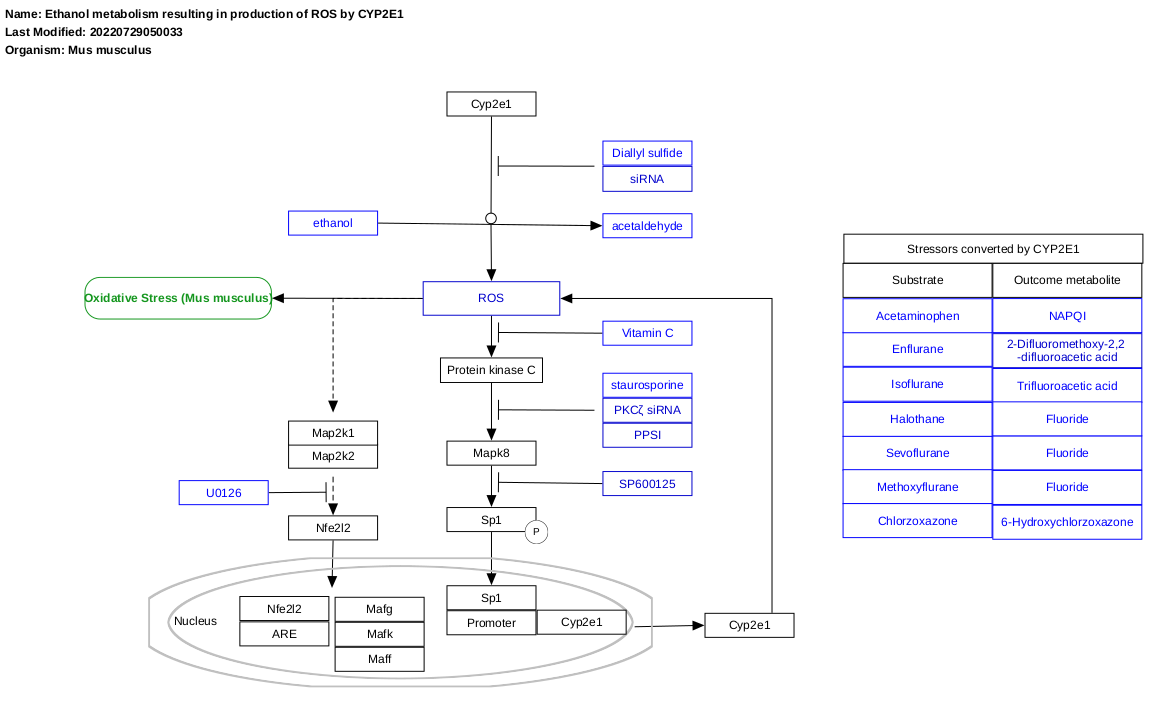 Name: Ethanol metabolism resulting in production of ROS by CYP2E1
Last Modified: 20220729050033
Organism: Mus musculus
Cyp2e1
Diallyl sulfide
siRNA
ethanol
acetaldehyde
Oxidative Stress (Mus musculus)
ROS
Vitamin C
Protein kinase C
staurosporine
PKCζ siRNA
PPSI
Map2k1
Map2k2
Mapk8
U0126
SP600125
Nfe2l2
Sp1
P
Nucleus
Nfe2l2
ARE
Mafg
Mafk
Maff
Sp1
Promoter
Cyp2e1
Cyp2e1
Stressors converted by CYP2E1
Substrate
Outcome metabolite
Acetaminophen
NAPQI
Enflurane
2-Difluoromethoxy-2,2
-difluoroacetic acid
Isoflurane
Trifluoroacetic acid
Halothane
Fluoride
Sevoflurane
Fluoride
Methoxyflurane
Fluoride
Chlorzoxazone
6-Hydroxychlorzoxazone